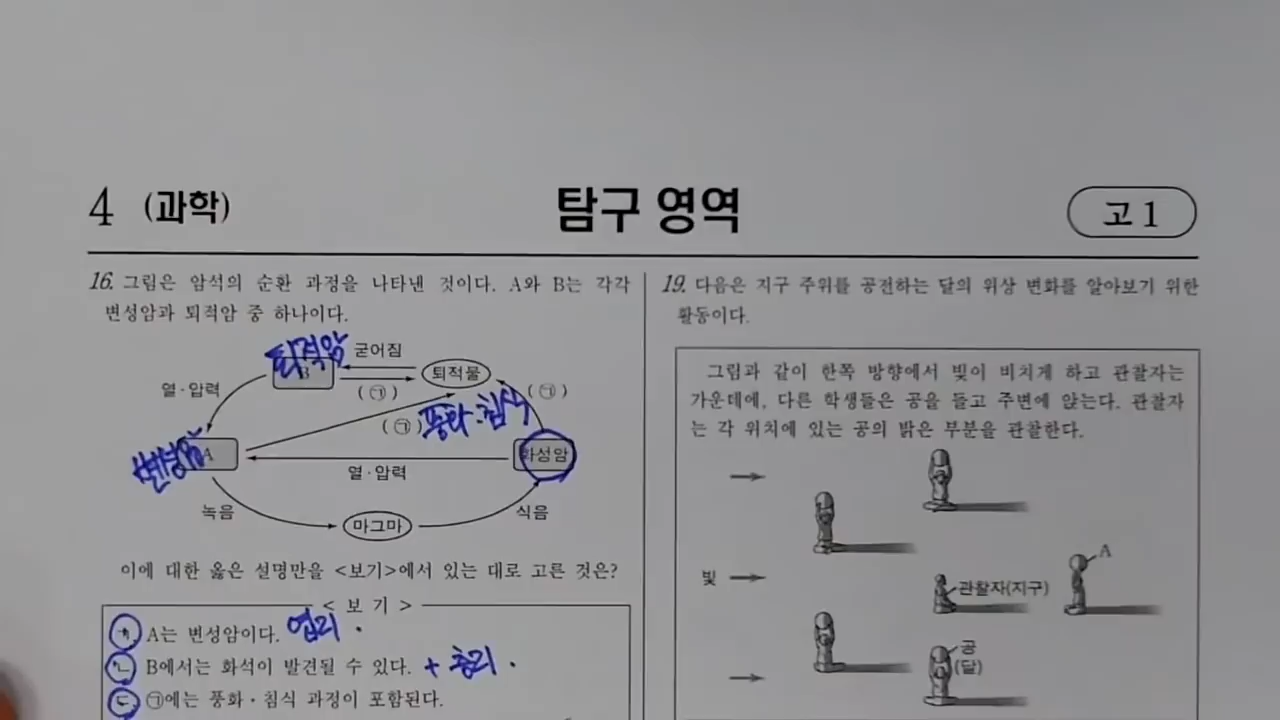 4 (과학)
탐구 영역
고 1
16. 그림은 암석의 순환 과정을 나타낸 것이다. A와 B는 각각
변성암과 퇴적암 중 하나이다.
퇴적암
굳어짐
B
퇴적물
열·압력
(㉠)
(㉠)
(㉠)
풍화·침식
변성암
A
화성암
열·압력
녹음
마그마
식음
이에 대한 옳은 설명만을 <보기>에서 있는 대로 고른 것은?
< 보 기 >
ㄱ A는 변성암이다. 엽리
ㄴ B에서는 화석이 발견될 수 있다. + 층리
ㄷ ㉠에는 풍화·침식 과정이 포함된다.
19. 다음은 지구 주위를 공전하는 달의 위상 변화를 알아보기 위한
활동이다.
그림과 같이 한쪽 방향에서 빛이 비치게 하고 관찰자는
가운데에, 다른 학생들은 공을 들고 주변에 앉는다. 관찰자
는 각 위치에 있는 공의 밝은 부분을 관찰한다.
A
빛
관찰자(지구)
공
(달)